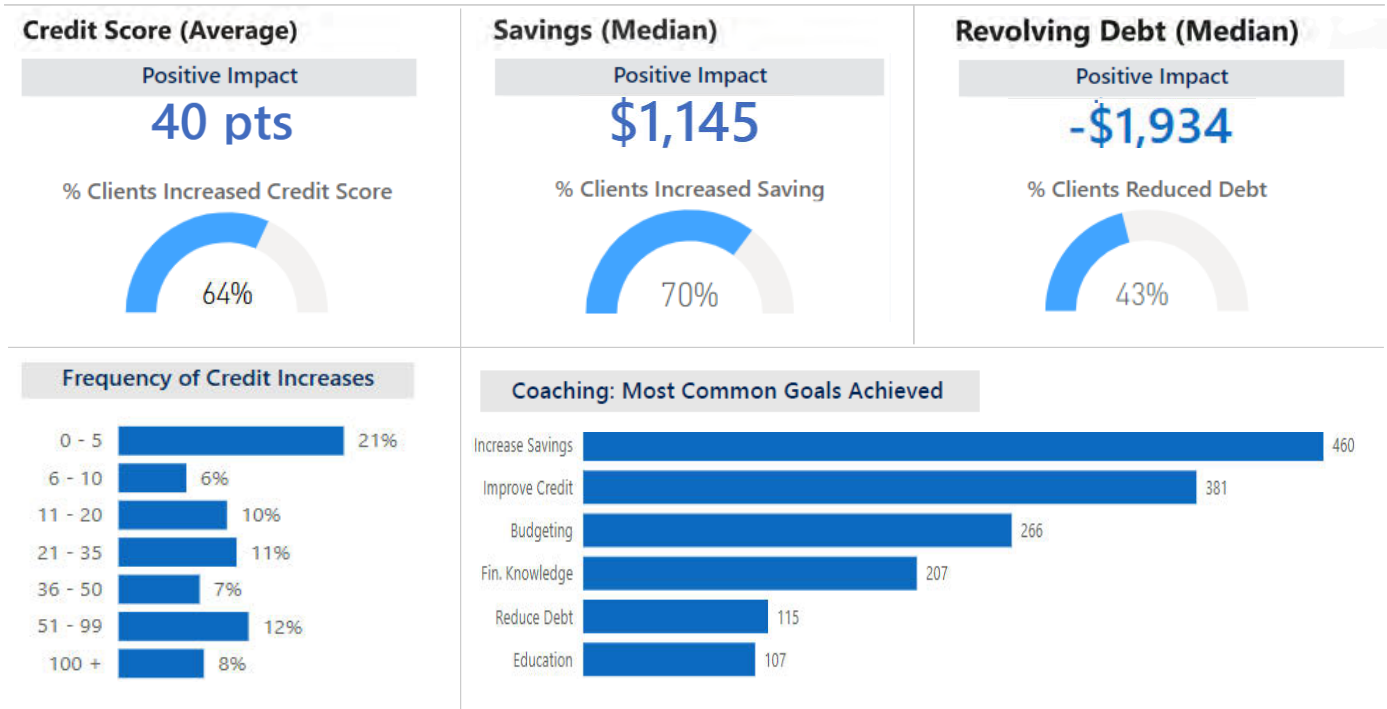 Credit Score (Average)
Positive Impact
40 pts
% Clients Increased Credit Score
64%
Savings (Median)
Positive Impact
$1,145
% Clients Increased Saving
70%
Revolving Debt (Median)
Positive Impact
-$1,934
% Clients Reduced Debt
43%
Frequency of Credit Increases
0 - 5 21%
6 - 10 6%
11 - 20 10%
21 - 35 11%
36 - 50 7%
51 - 99 12%
100 + 8%
Coaching: Most Common Goals Achieved
Increase Savings 460
Improve Credit 381
Budgeting 266
Fin. Knowledge 207
Reduce Debt 115
Education 107